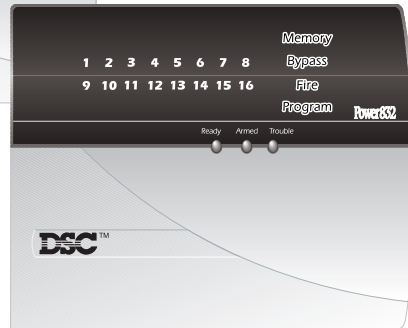 Memory
1 2 3 4 5 6 7 8 Bypass
9 10 11 12 13 14 15 16 Fire
Program Power832
Ready Armed Trouble
DSC™